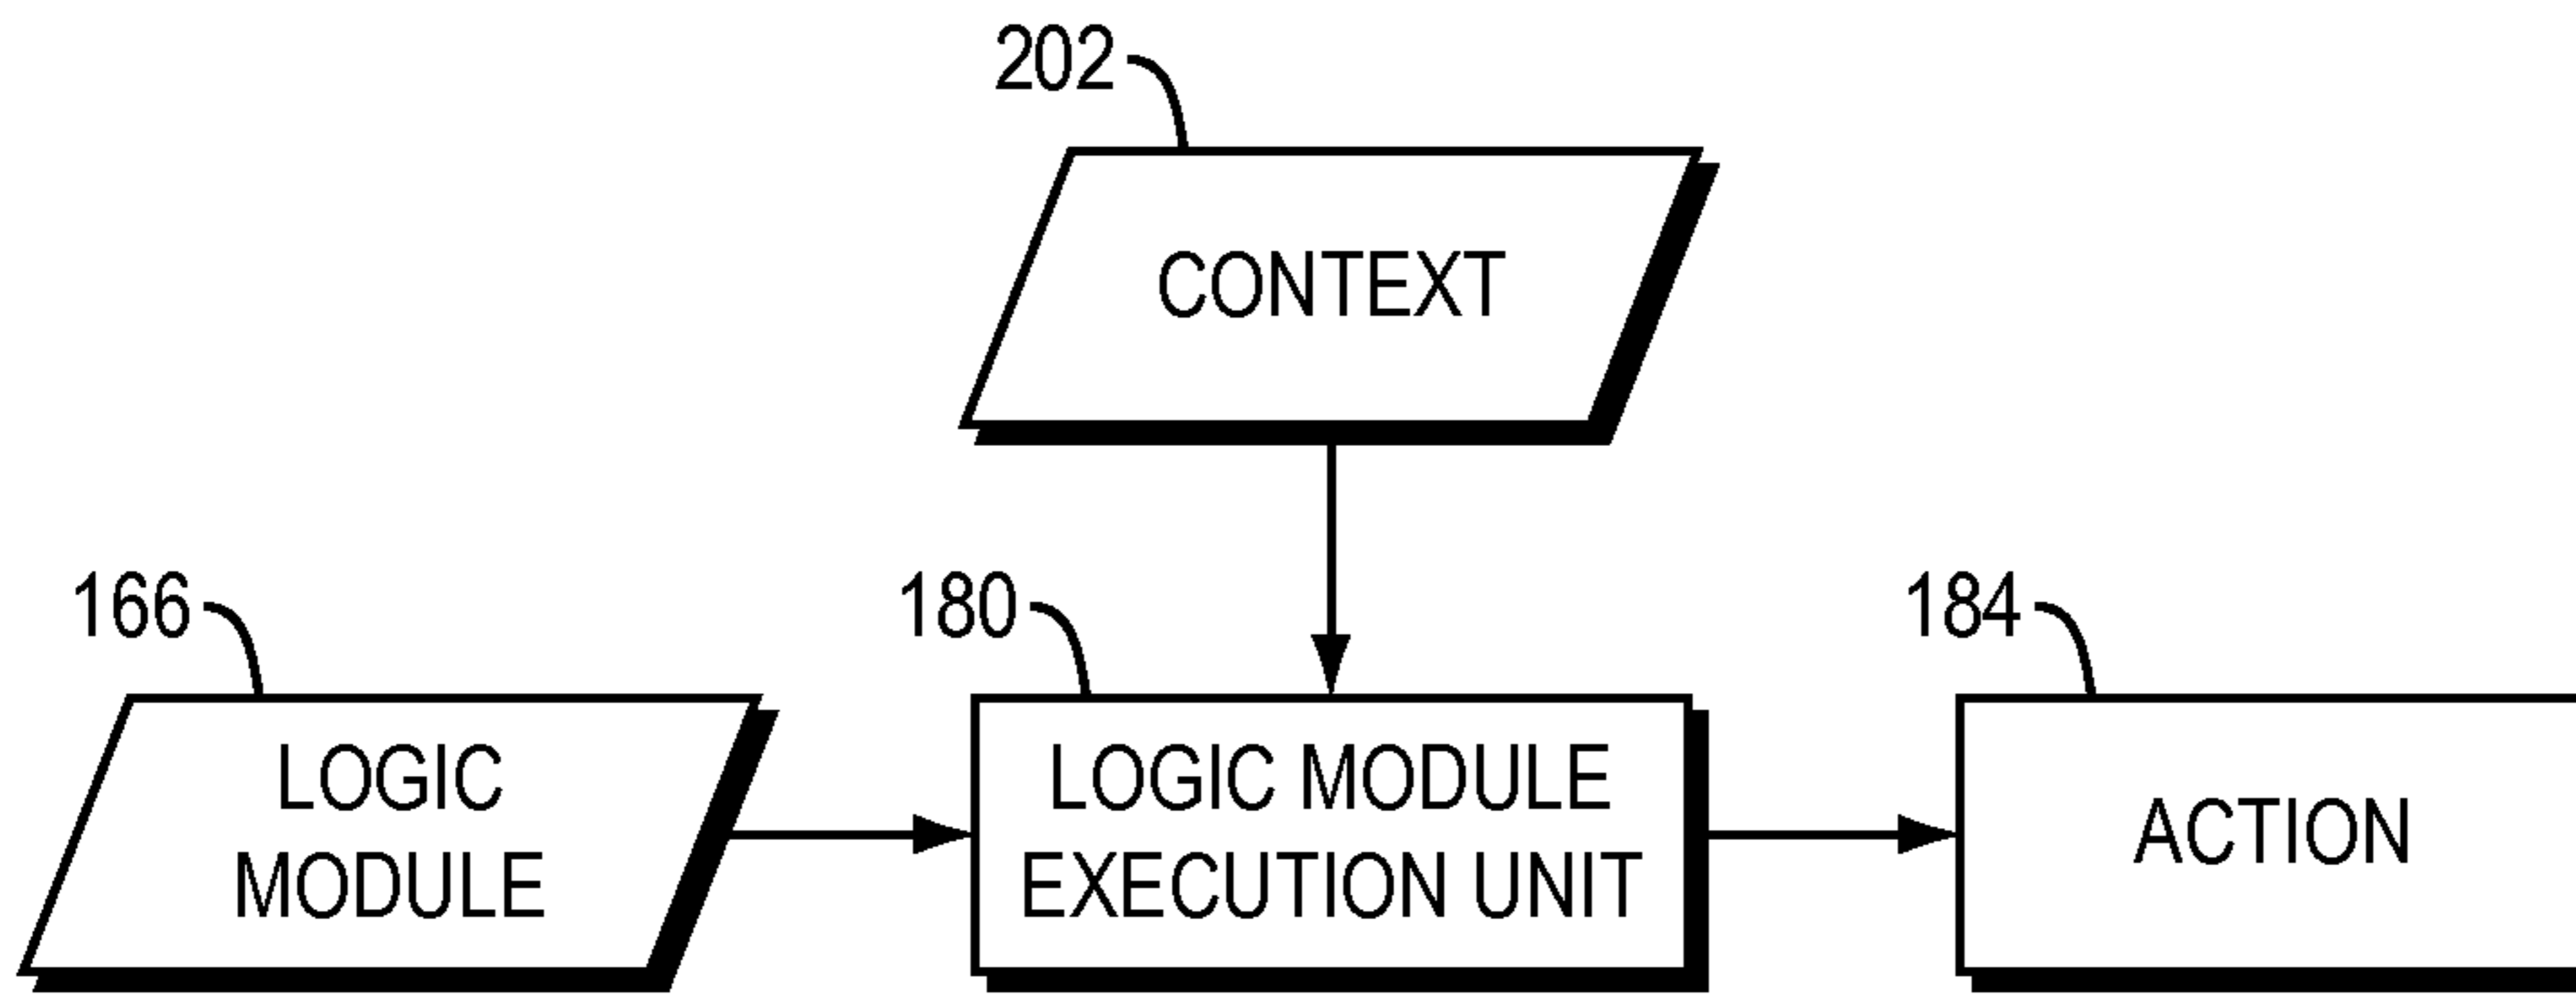 202
CONTEXT
166
180
184
LOGIC
MODULE
LOGIC MODULE
EXECUTION UNIT
ACTION